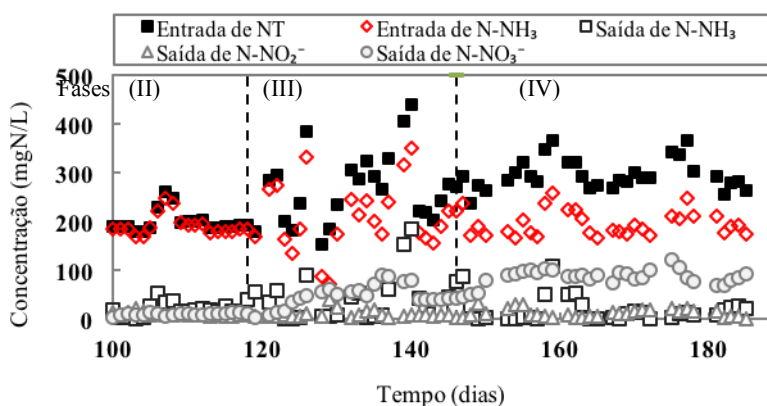 Entrada de NT Entrada de N-NH₃ Saída de N-NH₃
Saída de N-NO₂⁻ Saída de N-NO₃⁻
500
Fases (II) (III) (IV)
400
300
200
100
0
100 120 140 160 180
Concentração (mgN/L)
Tempo (dias)